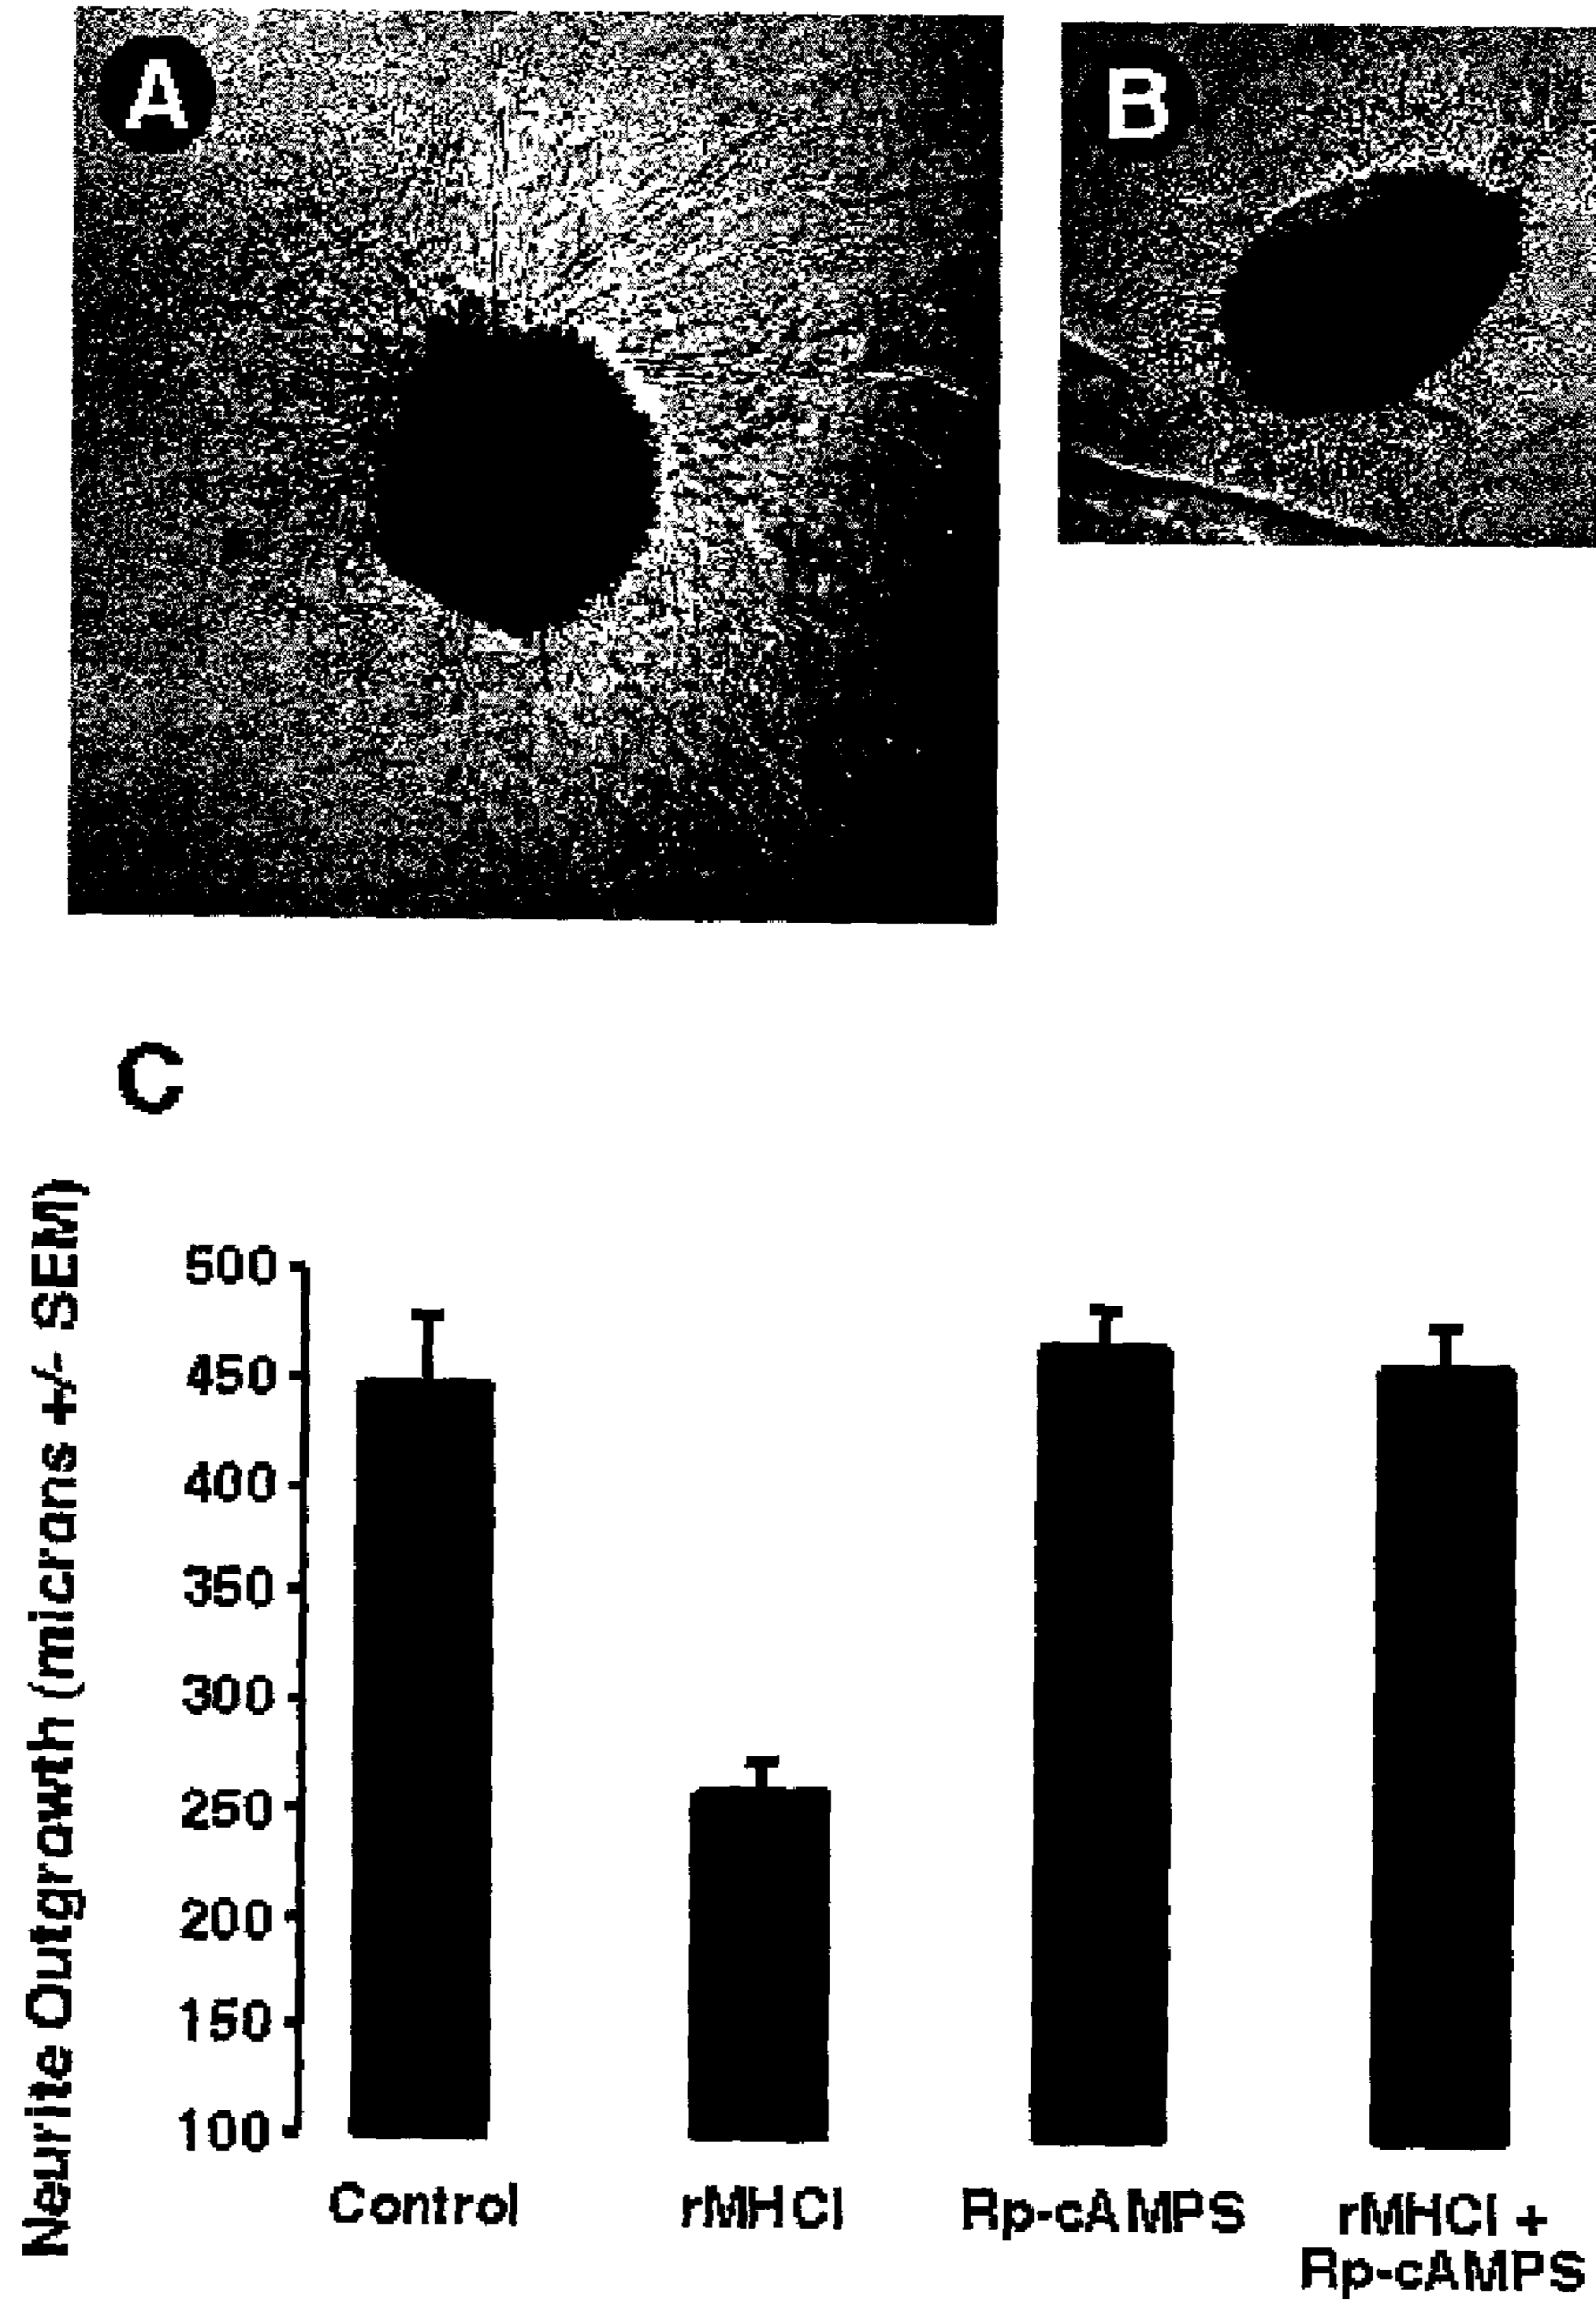 A
B
C
Neurite Outgrowth (microns +/- SEM)
500
450
400
350
300
250
200
150
100
Control
rMHCI
Rp-cAMPS
rMHCI +
Rp-cAMPS